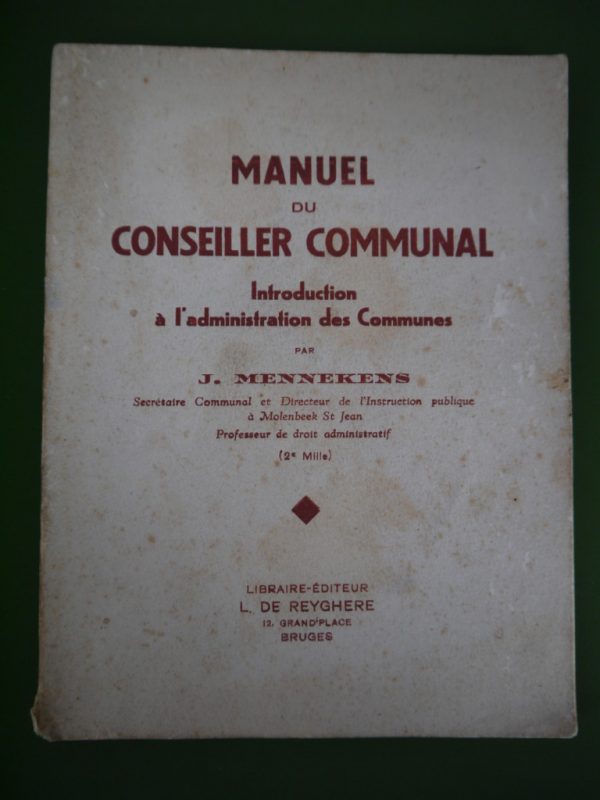 MANUEL
DU
CONSEILLER COMMUNAL
Introduction
à l'administration des Communes
PAR
J. MENNEKENS
Secrétaire Communal et Directeur de l'Instruction publique
à Molenbeek St Jean
Professeur de droit administratif
(2e Mille)
LIBRAIRE-ÉDITEUR
L. DE REYGHERE
12, GRAND'PLACE
BRUGES